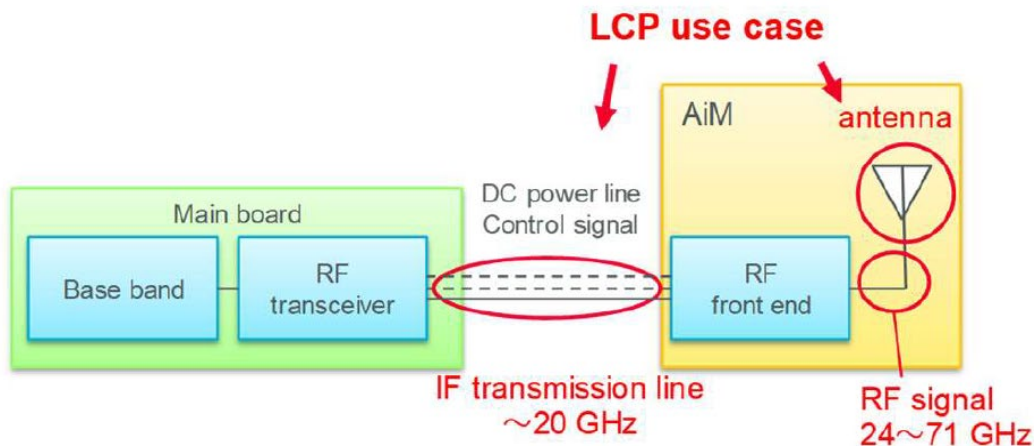 LCP use case
AiM
antenna
DC power line
Control signal
Main board
Base band
RF
transceiver
RF
front end
IF transmission line
～20 GHz
RF signal
24～71 GHz